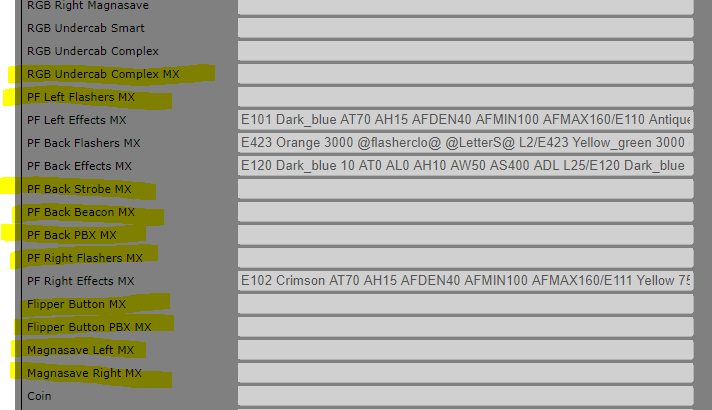 RGB Right Magnasave
RGB Undercab Smart
RGB Undercab Complex
RGB Undercab Complex MX
PF Left Flashers MX
PF Left Effects MX E101 Dark_blue AT70 AH15 AFDEN40 AFMIN100 AFMAX160/E110 Antique
PF Back Flashers MX E423 Orange 3000 @flasherclo@ @LetterS@ L2/E423 Yellow_green 3000
PF Back Effects MX E120 Dark_blue 10 AT0 AL0 AH10 AW50 AS400 ADL L25/E120 Dark_blue
PF Back Strobe MX
PF Back Beacon MX
PF Back PBX MX
PF Right Flashers MX
PF Right Effects MX E102 Crimson AT70 AH15 AFDEN40 AFMIN100 AFMAX160/E111 Yellow 75
Flipper Button MX
Flipper Button PBX MX
Magnasave Left MX
Magnasave Right MX
Coin